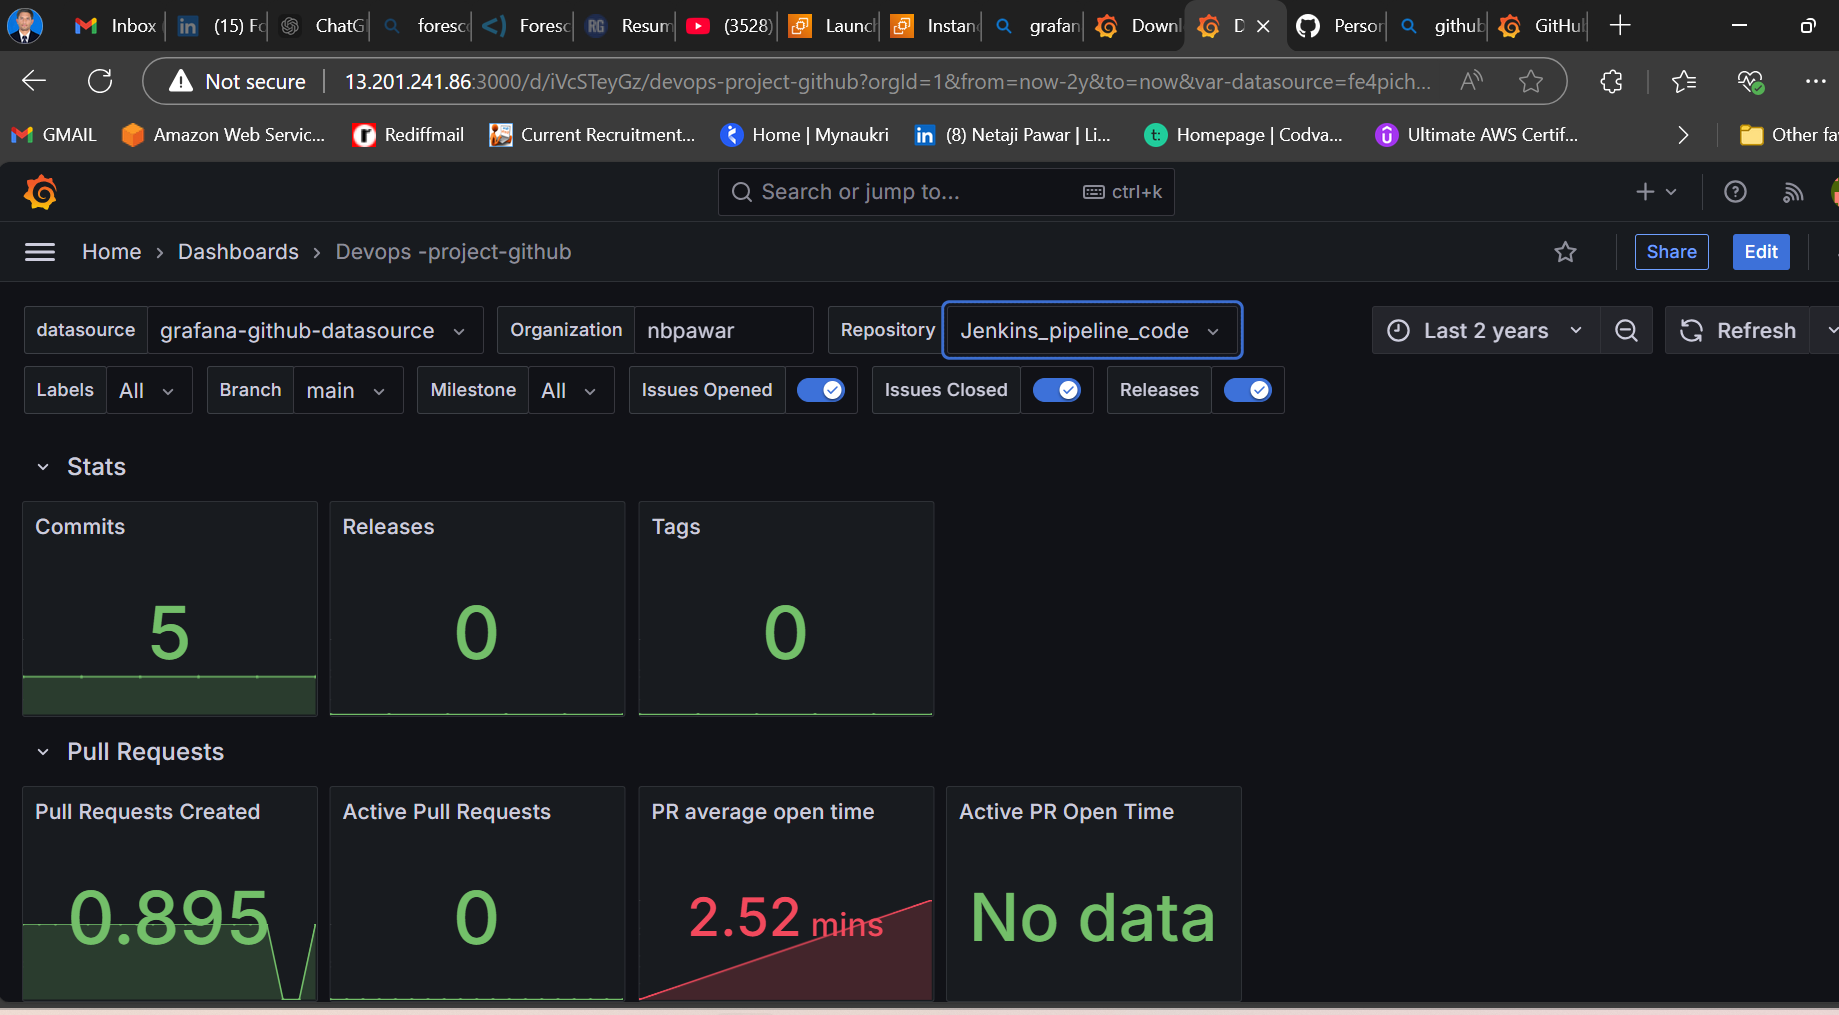 Inbox
(15) Fo
ChatG
foresc
Foresc
RG
Resum
(3528)
Launch
Instan
grafan
Downl
D
Person
github
GitHub
Not secure
13.201.241.86:3000/d/iVcSTeyGz/devops-project-github?orgId=1&from=now-2y&to=now&var-datasource=fe4pich...
GMAIL
Amazon Web Servic...
Rediffmail
Current Recruitment...
Home | Mynaukri
(8) Netaji Pawar | Li...
Homepage | Codva...
Ultimate AWS Certif...
Other fa
Search or jump to...
ctrl+k
Home › Dashboards › Devops -project-github
Share
Edit
datasource
grafana-github-datasource
Organization
nbpawar
Repository
Jenkins_pipeline_code
Last 2 years
Refresh
Labels
All
Branch
main
Milestone
All
Issues Opened
Issues Closed
Releases
Stats
Commits
5
Releases
0
Tags
0
Pull Requests
Pull Requests Created
0.895
Active Pull Requests
0
PR average open time
2.52 mins
Active PR Open Time
No data